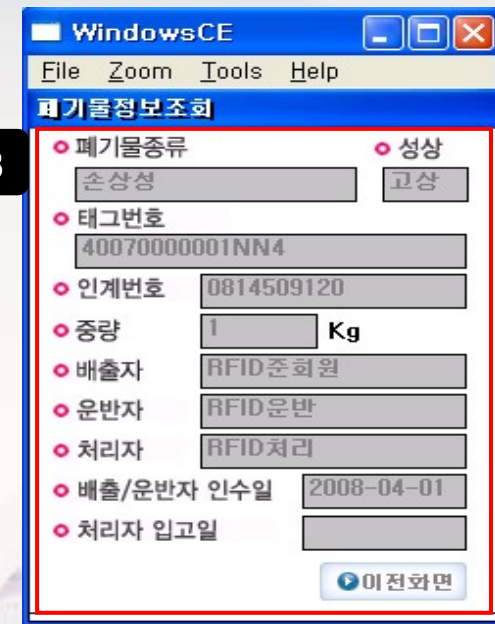 WindowsCE
File Zoom Tools Help
폐기물정보조회
3
폐기물종류 성상
손상성 고상
태그번호
40070000001NN4
인계번호 0814509120
중량 1 Kg
배출자 RFID준회원
운반자 RFID운반
처리자 RFID처리
배출/운반자 인수일 2008-04-01
처리자 입고일
이전화면